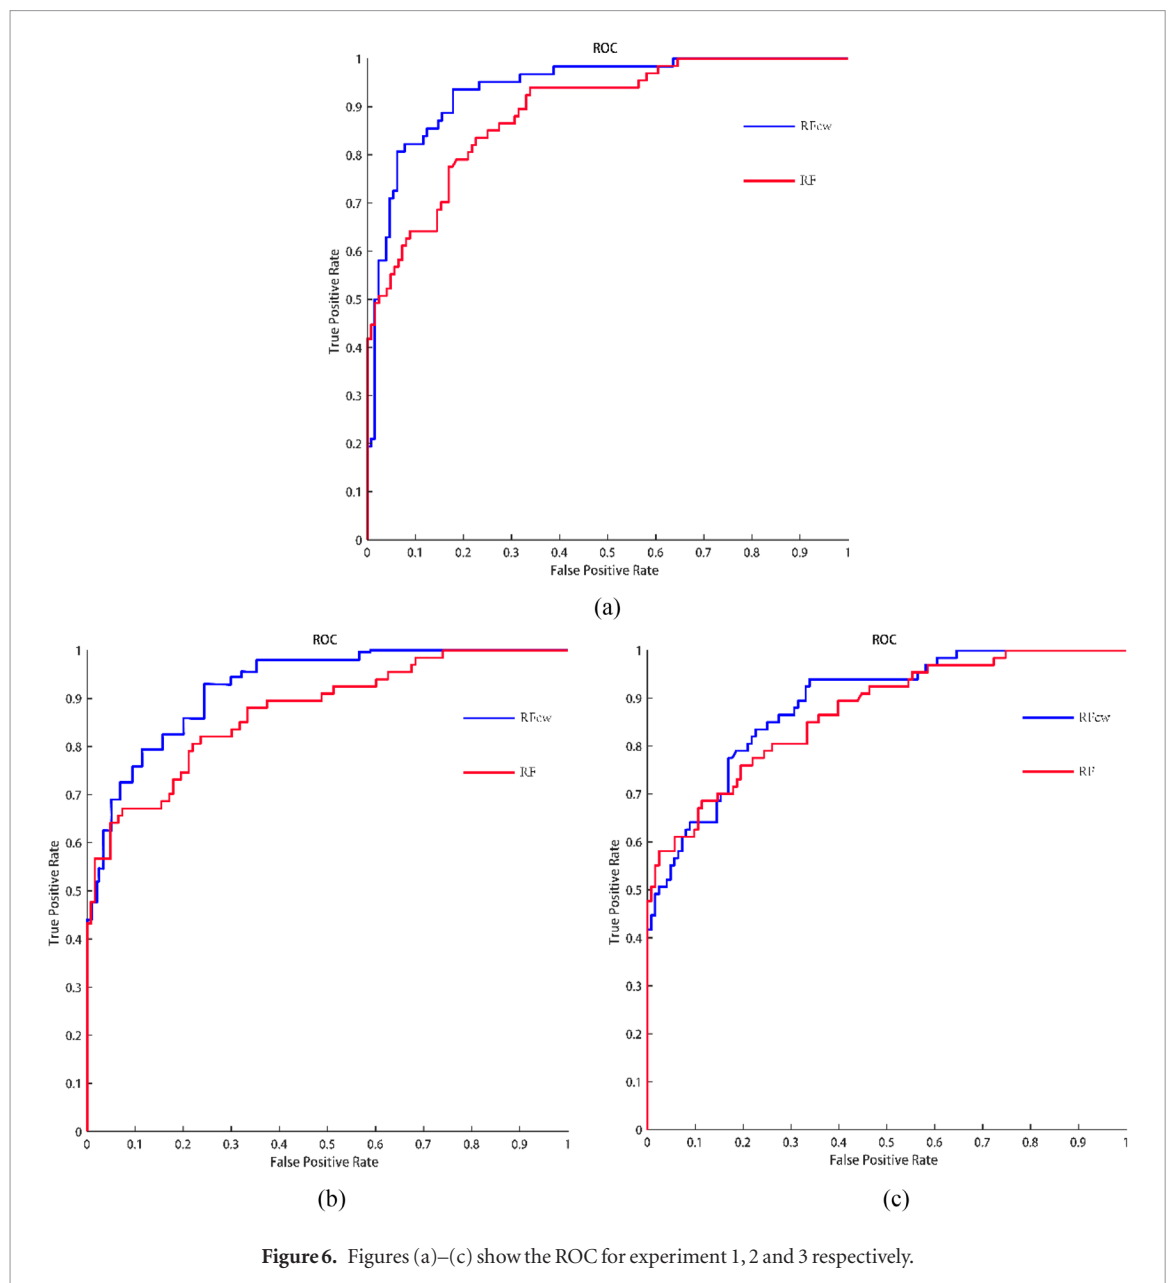 ROC
1
0.9
0.8
0.7
0.6
0.5
0.4
0.3
0.2
0.1
0
True Positive Rate
RFcw
RF
0 0.1 0.2 0.3 0.4 0.5 0.6 0.7 0.8 0.9 1
False Positive Rate
(a)
ROC
1
0.9
0.8
0.7
0.6
0.5
0.4
0.3
0.2
0.1
0
True Positive Rate
RFcw
RF
0 0.1 0.2 0.3 0.4 0.5 0.6 0.7 0.8 0.9 1
False Positive Rate
(b)
ROC
1
0.9
0.8
0.7
0.6
0.5
0.4
0.3
0.2
0.1
0
True Positive Rate
RFcw
RF
0 0.1 0.2 0.3 0.4 0.5 0.6 0.7 0.8 0.9 1
False Positive Rate
(c)
Figure 6. Figures (a)–(c) show the ROC for experiment 1, 2 and 3 respectively.